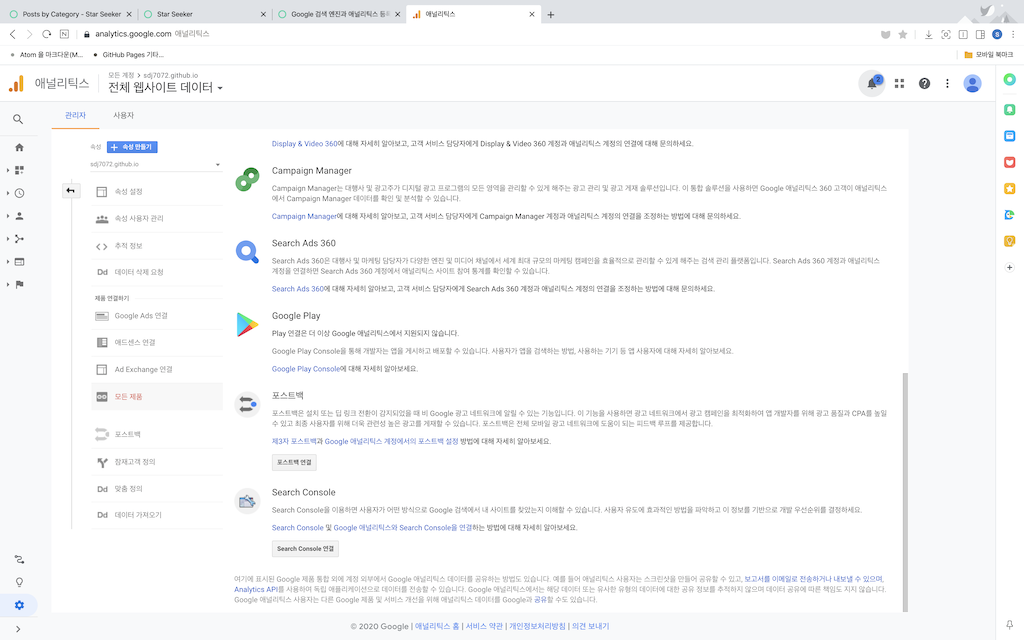 Posts by Category - Star Seeker
Star Seeker
Google 검색 엔진과 애널리틱스 등
애널리틱스
analytics.google.com 애널리틱스
Atom 을 마크다운(M...
GitHub Pages 기타...
모바일 북마크
애널리틱스
모든 계정 > sdj7072.github.io
전체 웹사이트 데이터
2
S
관리자
사용자
속성
+ 속성 만들기
sdj7072.github.io
속성 설정
속성 사용자 관리
추적 정보
Dd 데이터 삭제 요청
제품 연결하기
Google Ads 연결
애드센스 연결
Ad Exchange 연결
모든 제품
포스트백
잠재고객 정의
Dd 맞춤 정의
Dd 데이터 가져오기
Display & Video 360에 대해 자세히 알아보고, 고객 서비스 담당자에게 Display & Video 360 계정과 애널리틱스 계정의 연결에 대해 문의하세요.
Campaign Manager
Campaign Manager는 대행사 및 광고주가 디지털 광고 프로그램의 모든 영역을 관리할 수 있게 해주는 광고 관리 및 광고 게재 솔루션입니다. 이 통합 솔루션을 사용하면 Google 애널리틱스 360 고객이 애널리틱스
에서 Campaign Manager 데이터를 확인 및 분석할 수 있습니다.
Campaign Manager에 대해 자세히 알아보고, 고객 서비스 담당자에게 Campaign Manager 계정과 애널리틱스 계정의 연결을 조정하는 방법에 대해 문의하세요.
Search Ads 360
Search Ads 360은 대행사 및 마케팅 담당자가 다양한 엔진 및 미디어 채널에서 세계 최대 규모의 마케팅 캠페인을 효율적으로 관리할 수 있게 해주는 검색 관리 플랫폼입니다. Search Ads 360 계정과 애널리틱스
계정을 연결하면 Search Ads 360 계정에서 애널리틱스 사이트 참여 통계를 확인할 수 있습니다.
Search Ads 360에 대해 자세히 알아보고, 고객 서비스 담당자에게 Search Ads 360 계정과 애널리틱스 계정의 연결을 조정하는 방법에 대해 문의하세요.
Google Play
Play 연결은 더 이상 Google 애널리틱스에서 지원되지 않습니다.
Google Play Console을 통해 개발자는 앱을 게시하고 배포할 수 있습니다. 사용자가 앱을 검색하는 방법, 사용하는 기기 등 앱 사용자에 대해 자세히 알아보세요.
Google Play Console에 대해 자세히 알아보세요.
포스트백
포스트백은 설치 또는 딥 링크 전환이 감지되었을 때 비 Google 광고 네트워크에 알릴 수 있는 기능입니다. 이 기능을 사용하면 광고 네트워크에서 광고 캠페인을 최적화하여 앱 개발자를 위해 광고 품질과 CPA를 높일
수 있고 최종 사용자를 위해 더욱 관련성 높은 광고를 게재할 수 있습니다. 포스트백은 전체 모바일 광고 네트워크에 도움이 되는 피드백 루프를 제공합니다.
제3자 포스트백과 Google 애널리틱스 계정에서의 포스트백 설정 방법에 대해 자세히 알아보세요.
포스트백 연결
Search Console
Search Console을 이용하면 사용자가 어떤 방식으로 Google 검색에서 내 사이트를 찾았는지 이해할 수 있습니다. 사용자 유도에 효과적인 방법을 파악하고 이 정보를 기반으로 개발 우선순위를 결정하세요.
Search Console 및 Google 애널리틱스와 Search Console을 연결하는 방법에 대해 자세히 알아보세요.
Search Console 연결
여기에 표시된 Google 제품 통합 외에 계정 외부에서 Google 애널리틱스 데이터를 공유하는 방법도 있습니다. 예를 들어 애널리틱스 사용자는 스크린샷을 만들어 공유할 수 있고, 보고서를 이메일로 전송하거나 내보낼 수 있으며,
Analytics API를 사용하여 독립 애플리케이션으로 데이터를 전송할 수 있습니다. Google 애널리틱스에서는 해당 데이터 또는 유사한 유형의 데이터에 대한 공유 정보를 추적하지 않으며 데이터 공유에 따른 책임도 지지 않습니다.
Google 애널리틱스 사용자는 다른 Google 제품 및 서비스 개선을 위해 애널리틱스 데이터를 Google과 공유할 수도 있습니다.
© 2020 Google | 애널리틱스 홈 | 서비스 약관 | 개인정보처리방침 | 의견 보내기